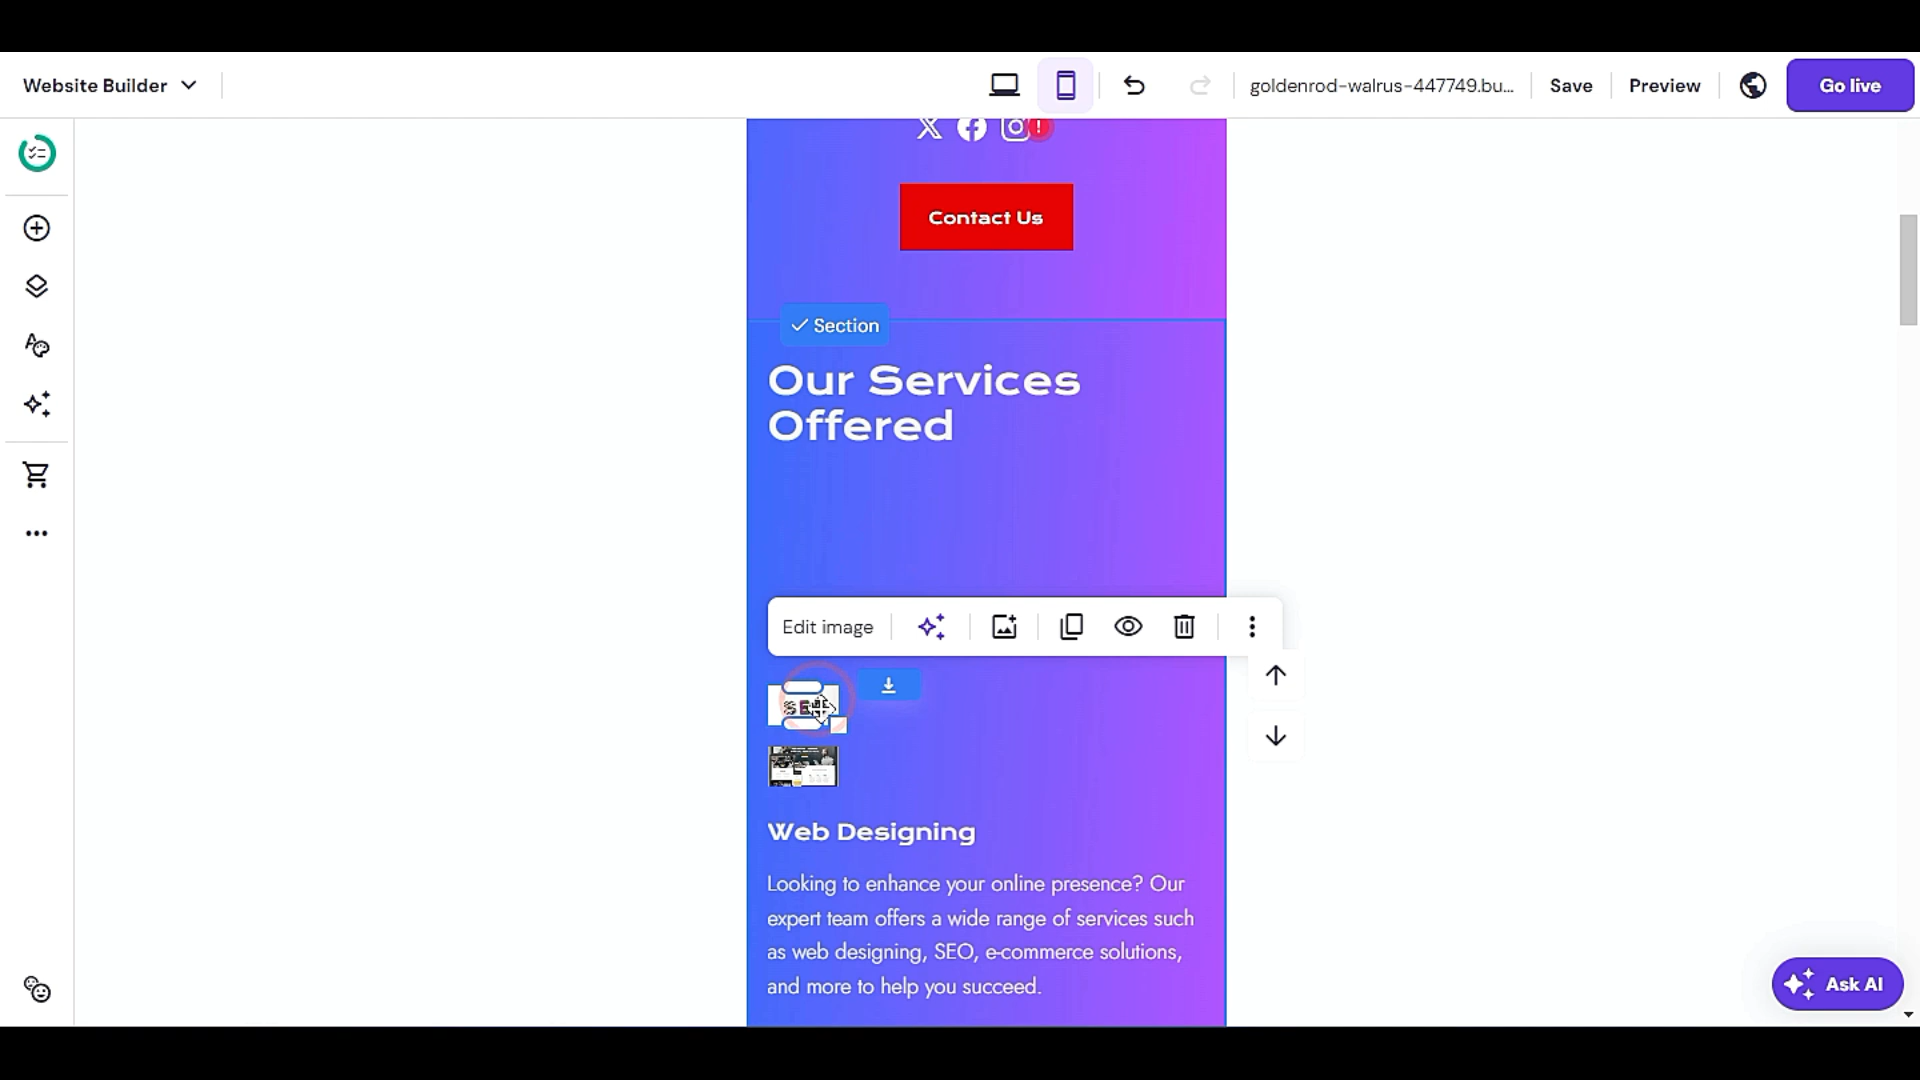 Website Builder
goldenrod-walrus-447749.bu...
Save
Preview
Go live
Contact Us
Section
Our Services
Offered
Edit image
Web Designing
Looking to enhance your online presence? Our
expert team offers a wide range of services such
as web designing, SEO, e-commerce solutions,
and more to help you succeed.
Ask AI